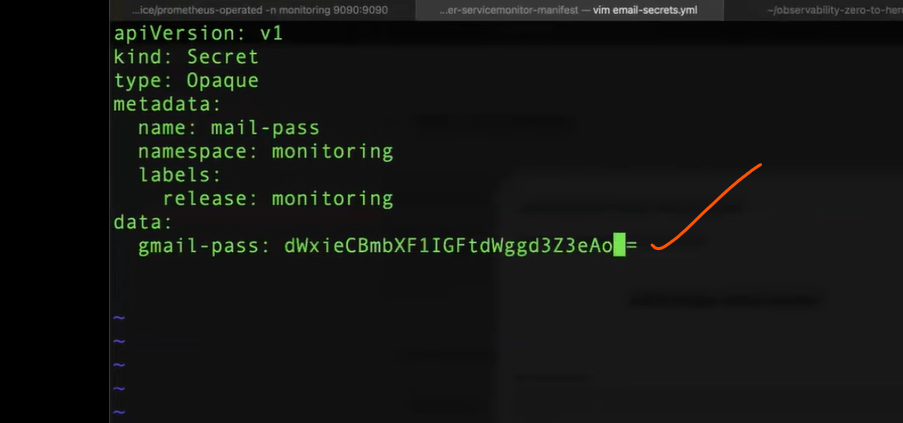 ...ice/prometheus-operated -n monitoring 9090:9090 ...er-servicemonitor-manifest — vim email-secrets.yml ~/observability-zero-to-her
apiVersion: v1
kind: Secret
type: Opaque
metadata:
  name: mail-pass
  namespace: monitoring
  labels:
    release: monitoring
data:
  gmail-pass: dWxieCBmbXF1IGFtdWggd3Z3eAo=
~
~
~
~
~